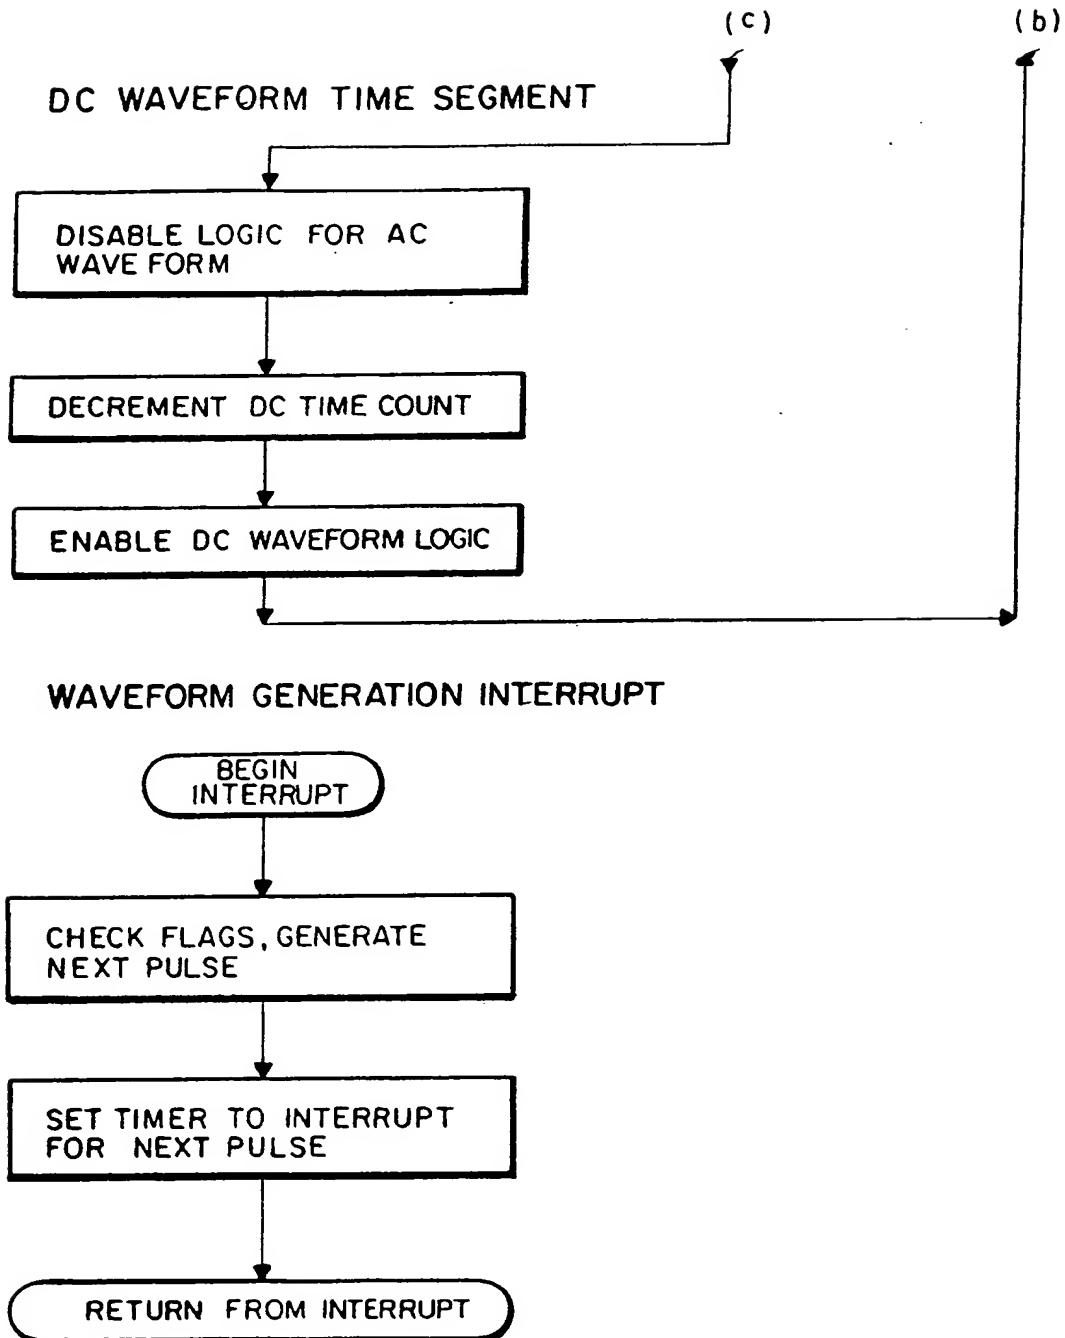 (c) (b)
DC WAVEFORM TIME SEGMENT
DISABLE LOGIC FOR AC
WAVE FORM
DECREMENT DC TIME COUNT
ENABLE DC WAVEFORM LOGIC
WAVEFORM GENERATION INTERRUPT
BEGIN
INTERRUPT
CHECK FLAGS, GENERATE
NEXT PULSE
SET TIMER TO INTERRUPT
FOR NEXT PULSE
RETURN FROM INTERRUPT